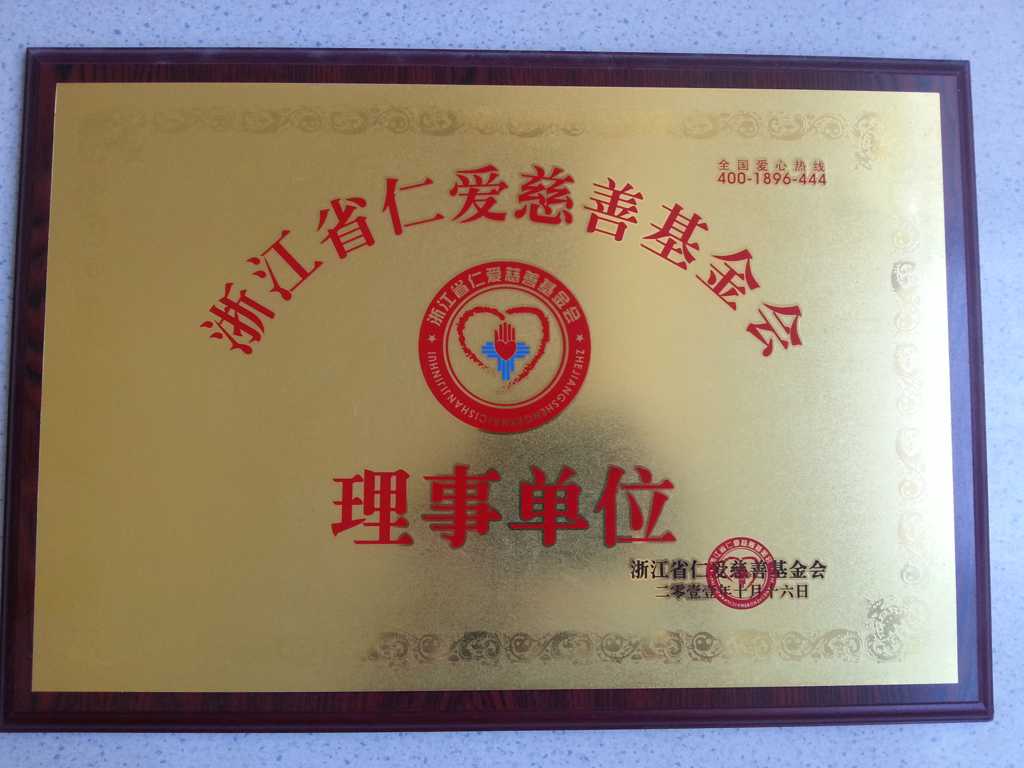 全国爱心热线
400-1896-444
浙江省仁爱慈善基金会
浙江省仁爱慈善基金会
理事单位
浙江省仁爱慈善基金会
二零壹壹年十月十六日